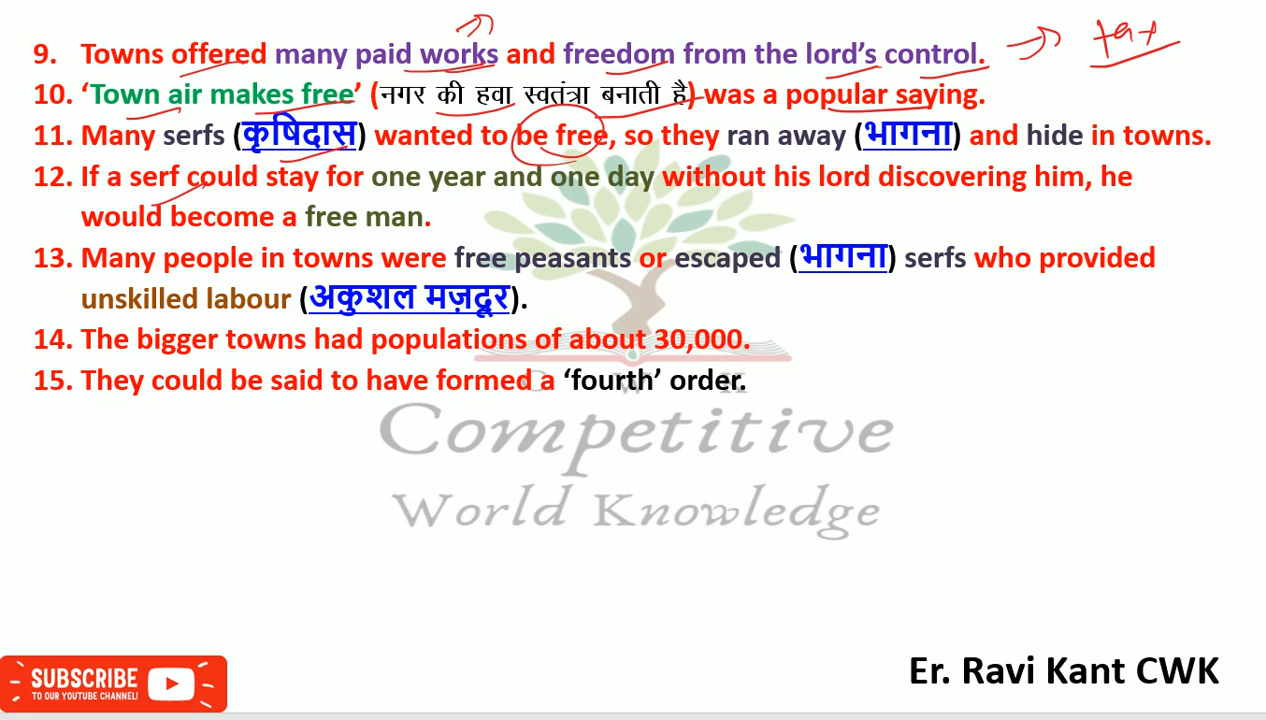 9. Towns offered many paid works and freedom from the lord's control. tax
10. ‘Town air makes free’ (नगर की हवा स्वतंत्रा बनाती है) was a popular saying.
11. Many serfs (कृषिदास) wanted to be free, so they ran away (भागना) and hide in towns.
12. If a serf could stay for one year and one day without his lord discovering him, he
would become a free man.
13. Many people in towns were free peasants or escaped (भागना) serfs who provided
unskilled labour (अकुशल मज़दूर).
14. The bigger towns had populations of about 30,000.
15. They could be said to have formed a ‘fourth’ order.
C W K
Competitive
World Knowledge
SUBSCRIBE
TO OUR YOUTUBE CHANNEL!
Er. Ravi Kant CWK